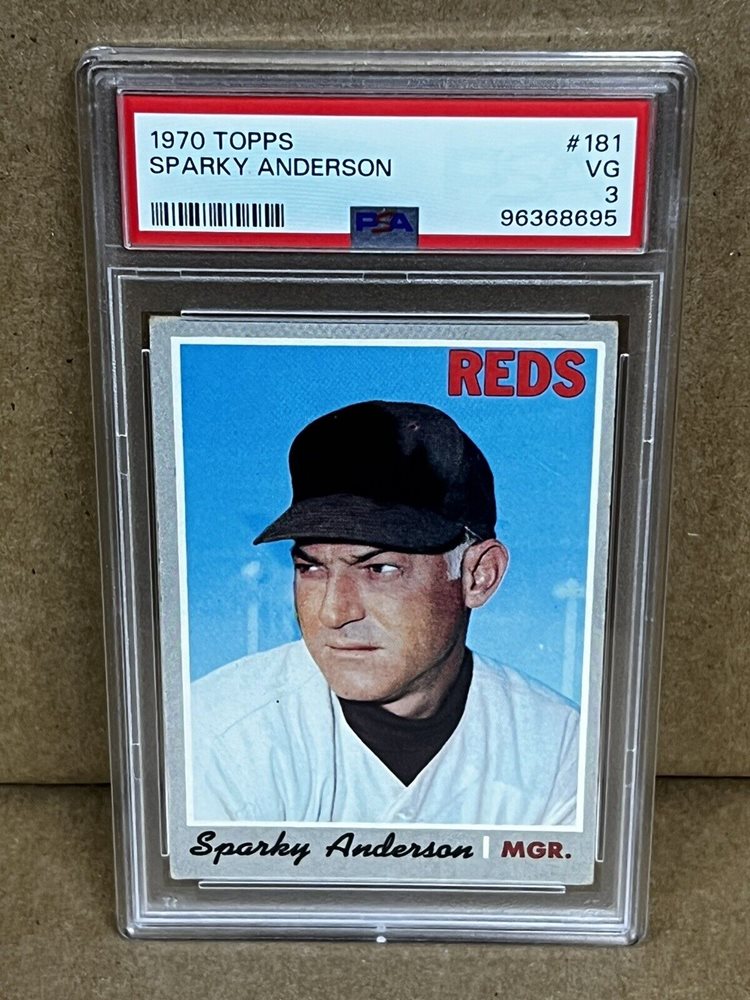 1970 TOPPS #181
SPARKY ANDERSON VG
3
PSA 96368695
REDS
Sparky Anderson | MGR.